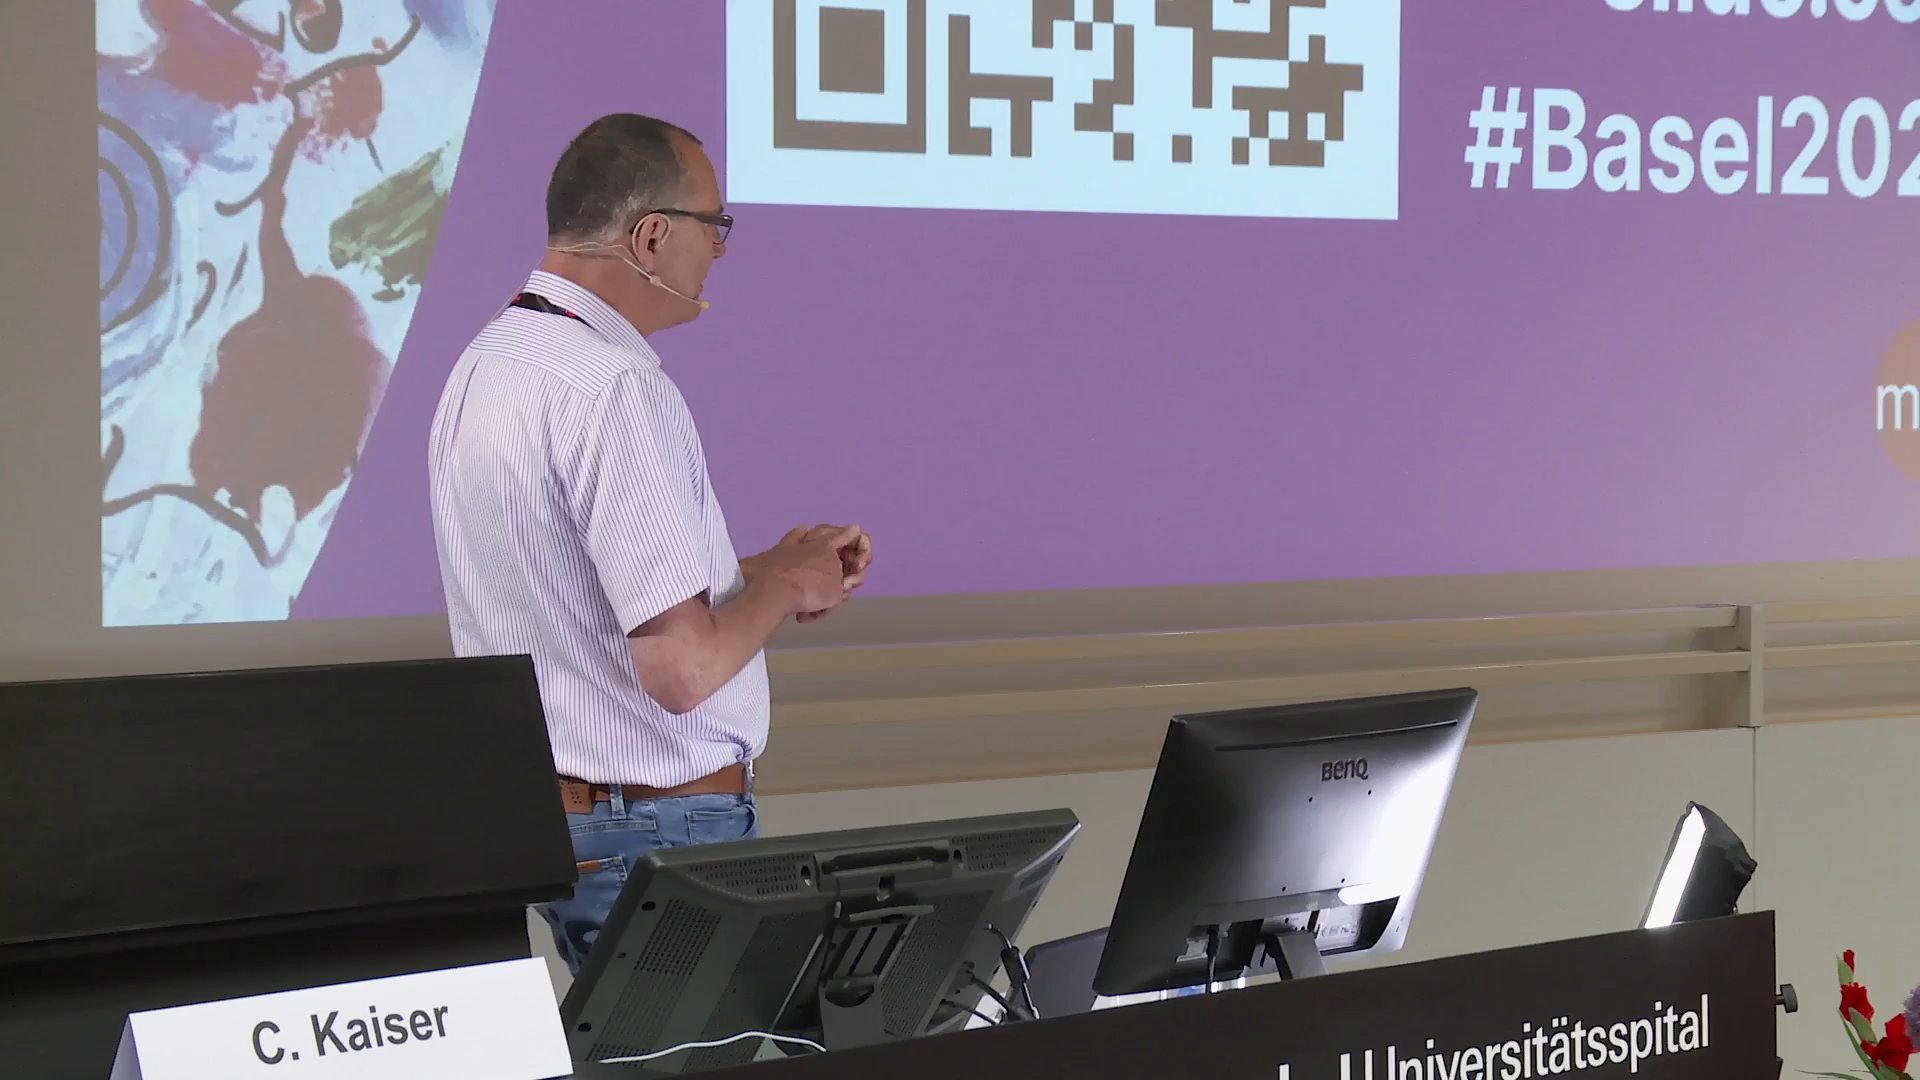 #Basel202
m
BenQ
C. Kaiser
Universitätsspital